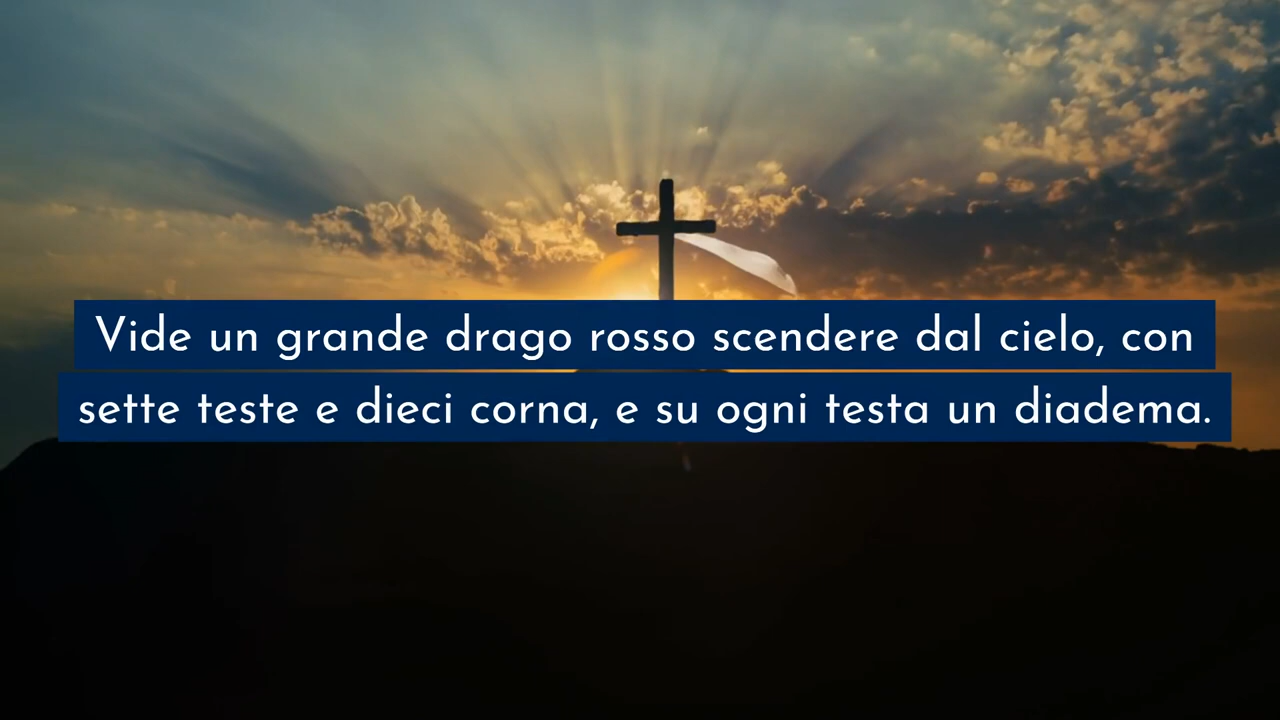 Vide un grande drago rosso scendere dal cielo, con
sette teste e dieci corna, e su ogni testa un diadema.